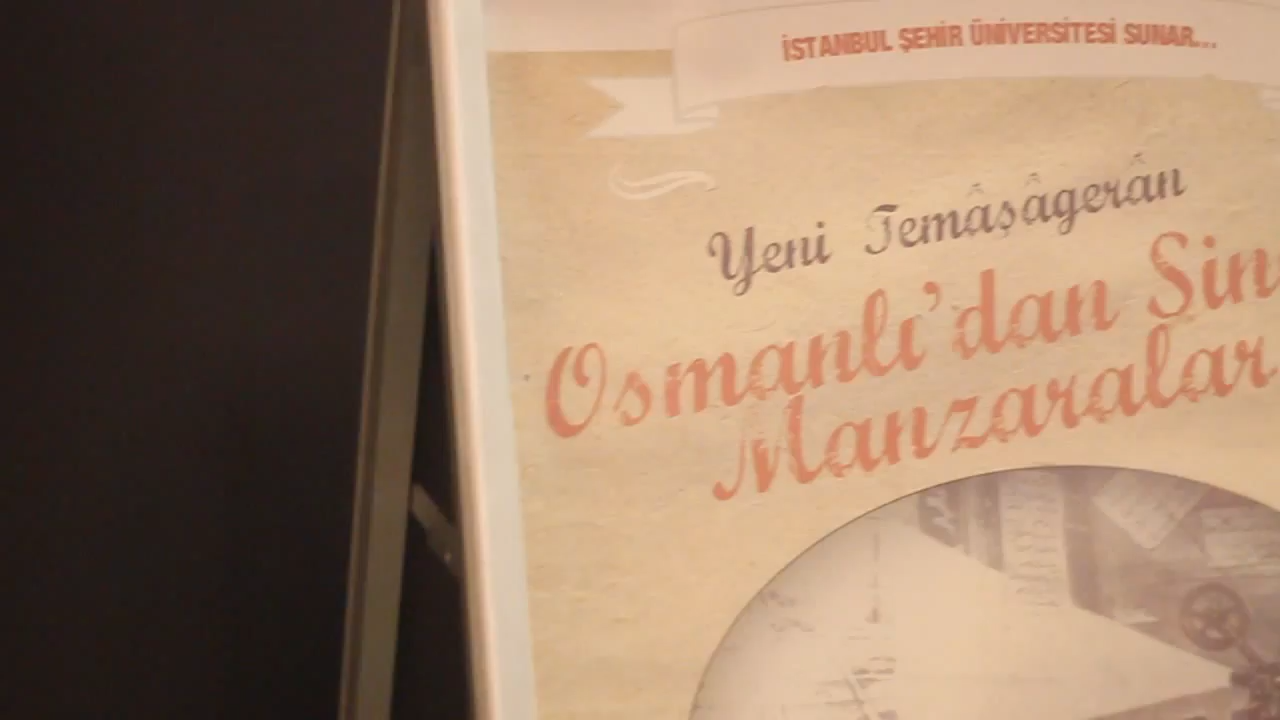 İSTANBUL ŞEHİR ÜNİVERSİTESİ SUNAR...
Yeni Temâşâgerân
Osmanlı'dan Sin
Manzaralar